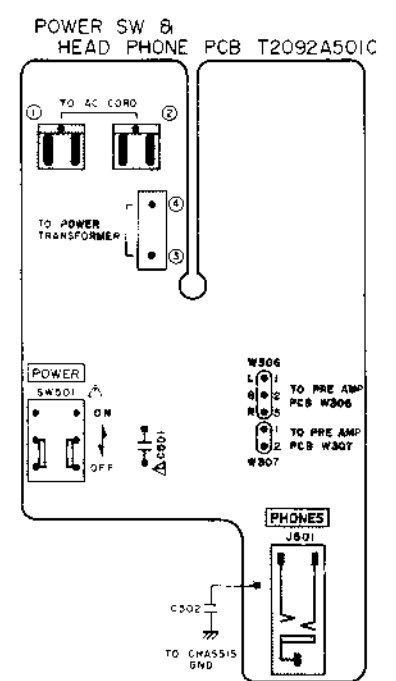 POWER SW &
HEAD PHONE PCB T2092A501C
① TO AC CORD ②
④
TO POWER
TRANSFORMER
③
POWER
SW501
ON
OFF
C501
W306
L 1
G 2
R 3
TO PRE AMP
PCB W306
1
2
TO PRE AMP
PCB W307
W307
PHONES
J501
C502
TO CHASSIS
GND